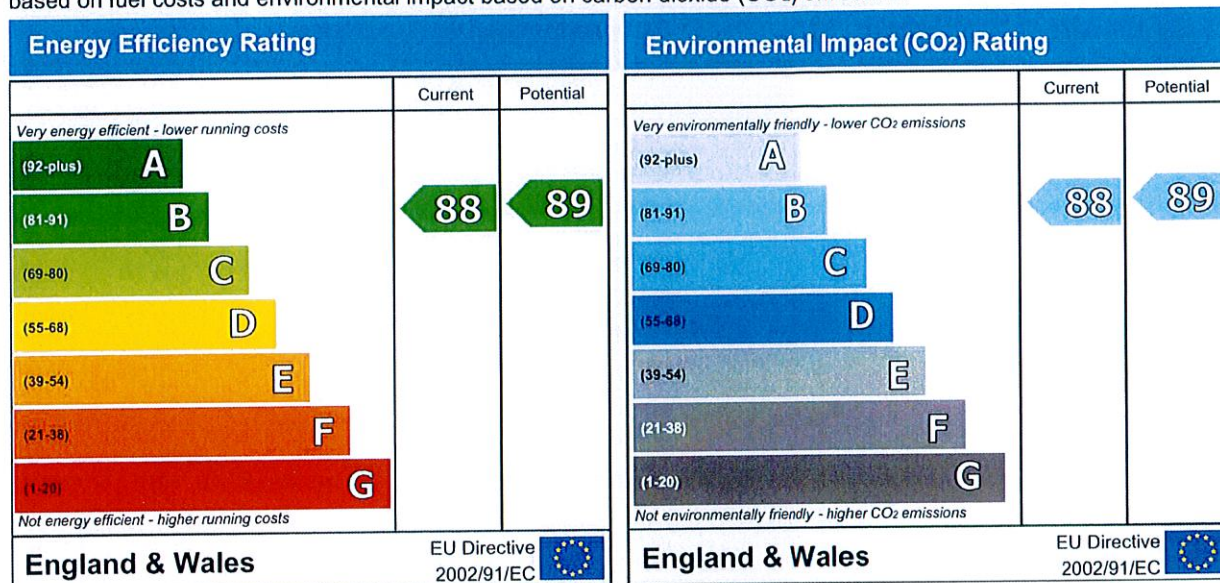 Energy Efficiency Rating
Current Potential
Very energy efficient - lower running costs
(92-plus) A
(81-91) B
88 89
(69-80) C
(55-68) D
(39-54) E
(21-38) F
(1-20) G
Not energy efficient - higher running costs
England & Wales
EU Directive
2002/91/EC
Environmental Impact (CO2) Rating
Current Potential
Very environmentally friendly - lower CO2 emissions
(92-plus) A
(81-91) B
88 89
(69-80) C
(55-68) D
(39-54) E
(21-38) F
(1-20) G
Not environmentally friendly - higher CO2 emissions
England & Wales
EU Directive
2002/91/EC